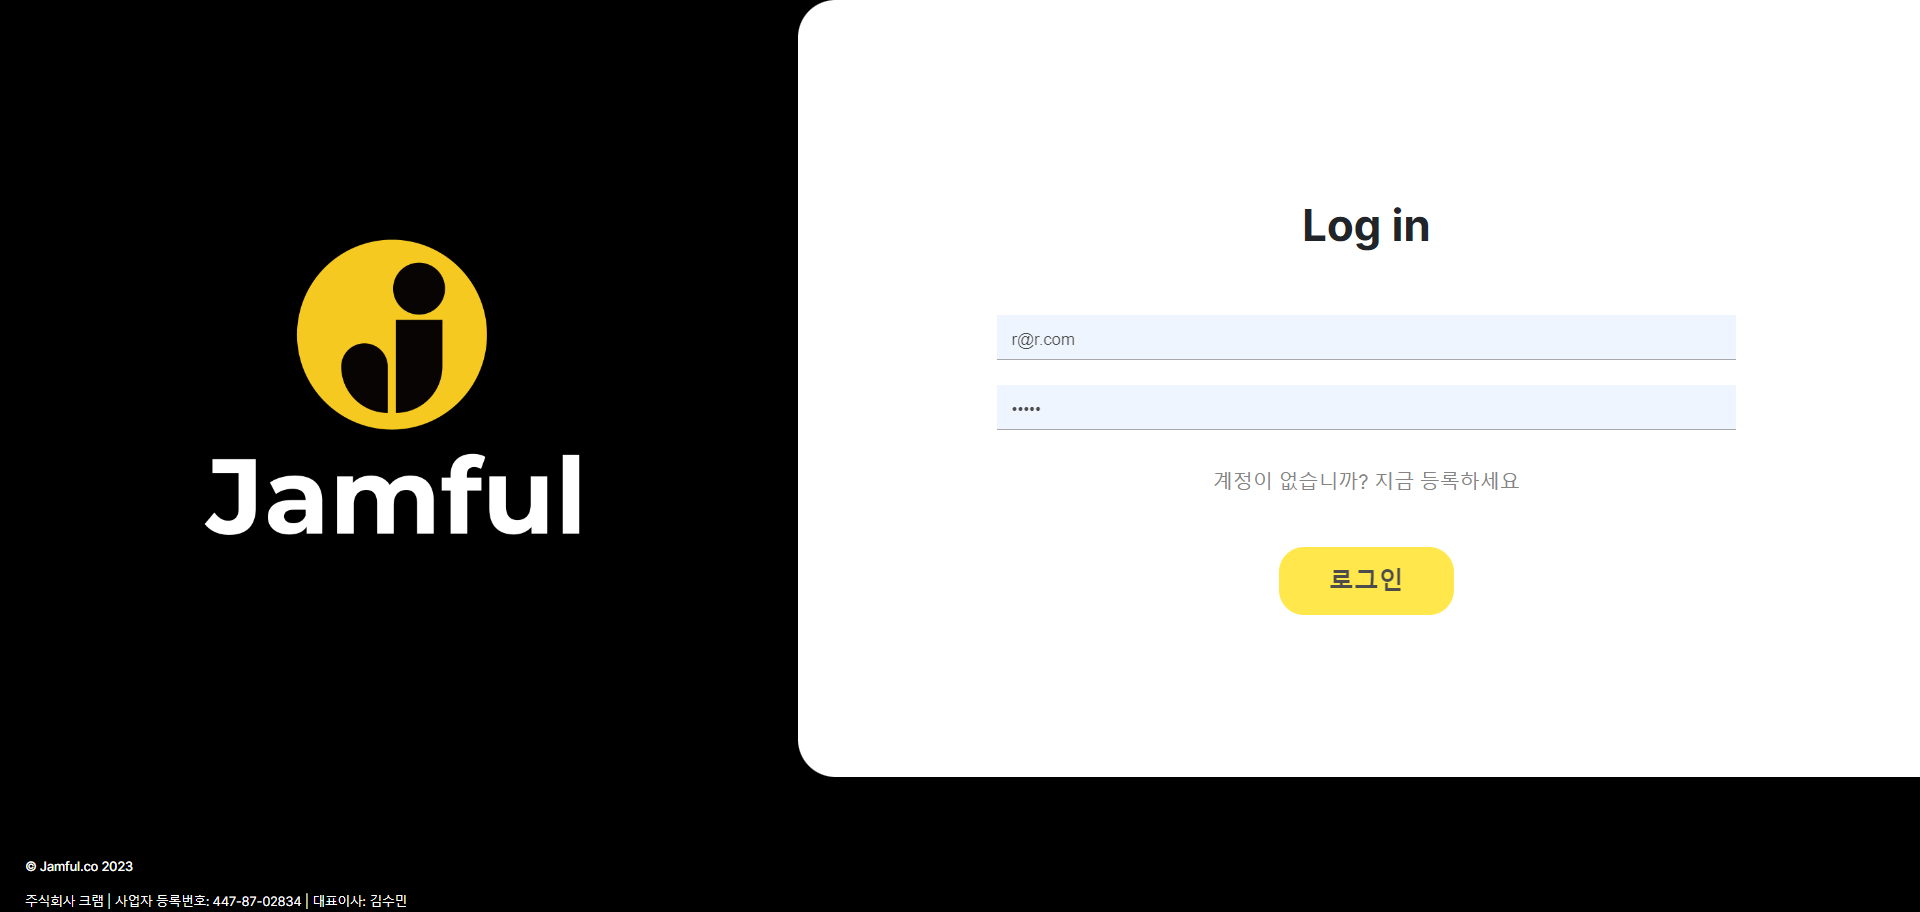 Jamful
Log in
r@r.com
•••••
계정이 없습니까? 지금 등록하세요
로그인
© Jamful.co 2023
주식회사 크램 | 사업자 등록번호: 447-87-02834 | 대표이사: 김수민